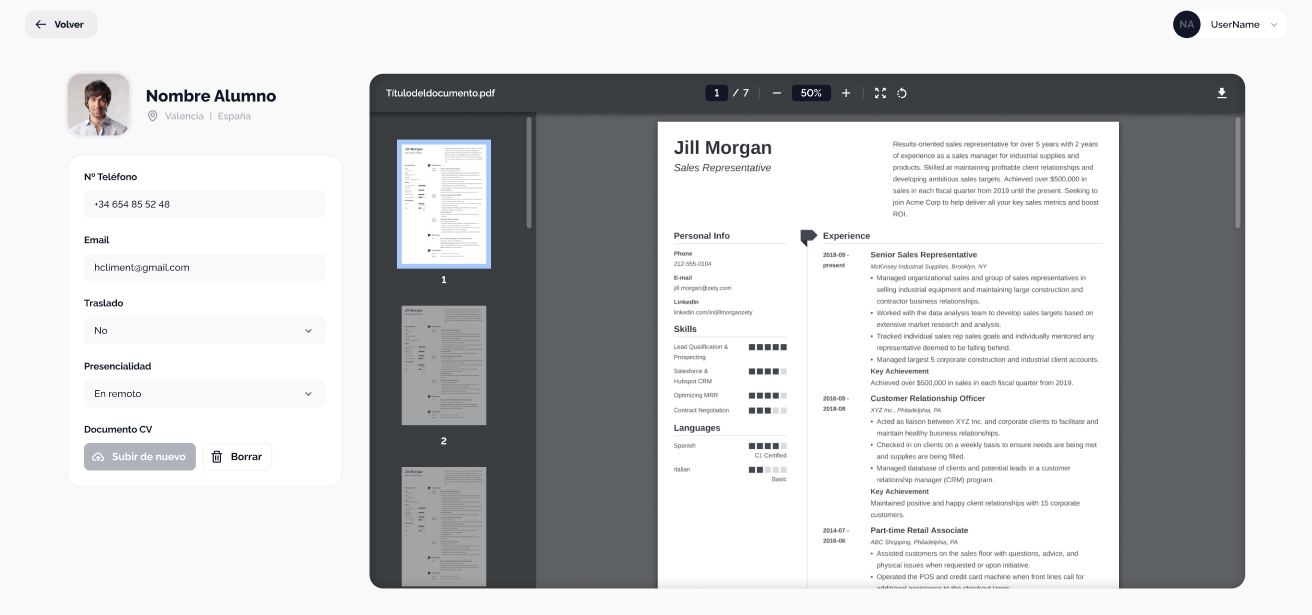 Volver
NA
UserName
Nombre Alumno
Valencia | España
Nº Teléfono
+34 654 85 52 48
Email
hcliment@gmail.com
Traslado
No
Presencialidad
En remoto
Documento CV
Subir de nuevo
Borrar
Títulodeldocumento.pdf
1 / 7
50%
1
2
Jill Morgan
Sales Representative
Results-oriented sales representative for over 5 years with 2 years
of experience as a sales manager for industrial supplies and
products. Skilled at maintaining profitable client relationships and
developing ambitious sales targets. Achieved over $500,000 in
sales in each fiscal quarter from 2019 until the present. Seeking to
join Acme Corp to help deliver all your key sales metrics and boost
ROI.
Personal Info
Phone
212-555-0104
E-mail
jill.morgan@zety.com
LinkedIn
linkedin.com/in/jillmorganzety
Skills
Lead Qualification &
Prospecting
Salesforce &
Hubspot CRM
Optimizing MRR
Contract Negotiation
Languages
Spanish
C1 Certified
Italian
Basic
Experience
2018-09 -
present
Senior Sales Representative
McKinsey Industrial Supplies, Brooklyn, NY
• Managed organizational sales and group of sales representatives in
selling industrial equipment and maintaining large construction and
contractor business relationships.
• Worked with the data analysis team to develop sales targets based on
extensive market research and analysis.
• Tracked individual sales rep sales goals and individually mentored any
representative deemed to be falling behind.
• Managed largest 5 corporate construction and industrial client accounts.
Key Achievement
Achieved over $500,000 in sales in each fiscal quarter from 2019.
2016-09 -
2018-08
Customer Relationship Officer
XYZ Inc., Philadelphia, PA
• Acted as liaison between XYZ Inc. and corporate clients to facilitate and
maintain healthy business relationships.
• Checked in on clients on a weekly basis to ensure needs are being met
and supplies are being filled.
• Managed database of clients and potential leads in a customer
relationship manager (CRM) program.
Key Achievement
Maintained positive and happy client relationships with 15 corporate
customers.
2014-07 -
2016-06
Part-time Retail Associate
ABC Shopping, Philadelphia, PA
• Assisted customers on the sales floor with questions, advice, and
physical issues when requested or upon initiative.
• Operated the POS and credit card machine when front lines call for
additional assistance to the checkout lanes.